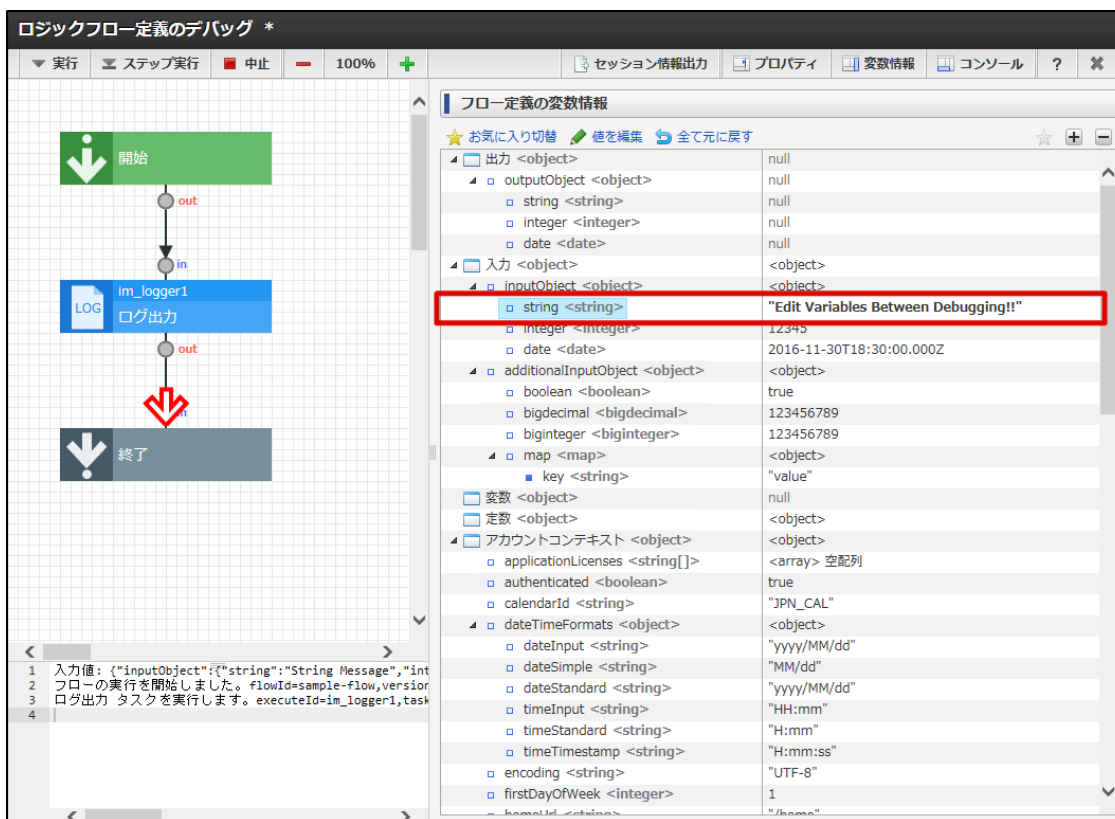 ロジックフロー定義のデバッグ *
実行 ステップ実行 中止 100% セッション情報出力 プロパティ 変数情報 コンソール ?
開始
out
in
im_logger1
LOG
ログ出力
out
終了
フロー定義の変数情報
お気に入り切替 値を編集 全て元に戻す
出力 <object> null
outputObject <object> null
string <string> null
integer <integer> null
date <date> null
入力 <object> <object>
inputObject <object> <object>
string <string> "Edit Variables Between Debugging!!"
integer <integer> 12345
date <date> 2016-11-30T18:30:00.000Z
additionalInputObject <object> <object>
boolean <boolean> true
bigdecimal <bigdecimal> 123456789
biginteger <biginteger> 123456789
map <map> <object>
key <string> "value"
変数 <object> null
定数 <object> <object>
アカウントコンテキスト <object> <object>
applicationLicenses <string[]> <array> 空配列
authenticated <boolean> true
calendarId <string> "JPN_CAL"
dateTimeFormats <object> <object>
dateInput <string> "yyyy/MM/dd"
dateSimple <string> "MM/dd"
dateStandard <string> "yyyy/MM/dd"
timeInput <string> "HH:mm"
timeStandard <string> "H:mm"
timeTimestamp <string> "H:mm:ss"
encoding <string> "UTF-8"
firstDayOfWeek <integer> 1
homeUrl <string> "/home"
1 入力値: {"inputObject":{"string":"String Message","int
2 フローの実行を開始しました。flowId=sample-flow,version
3 ログ出力 タスクを実行します。executeId=im_logger1,task
4